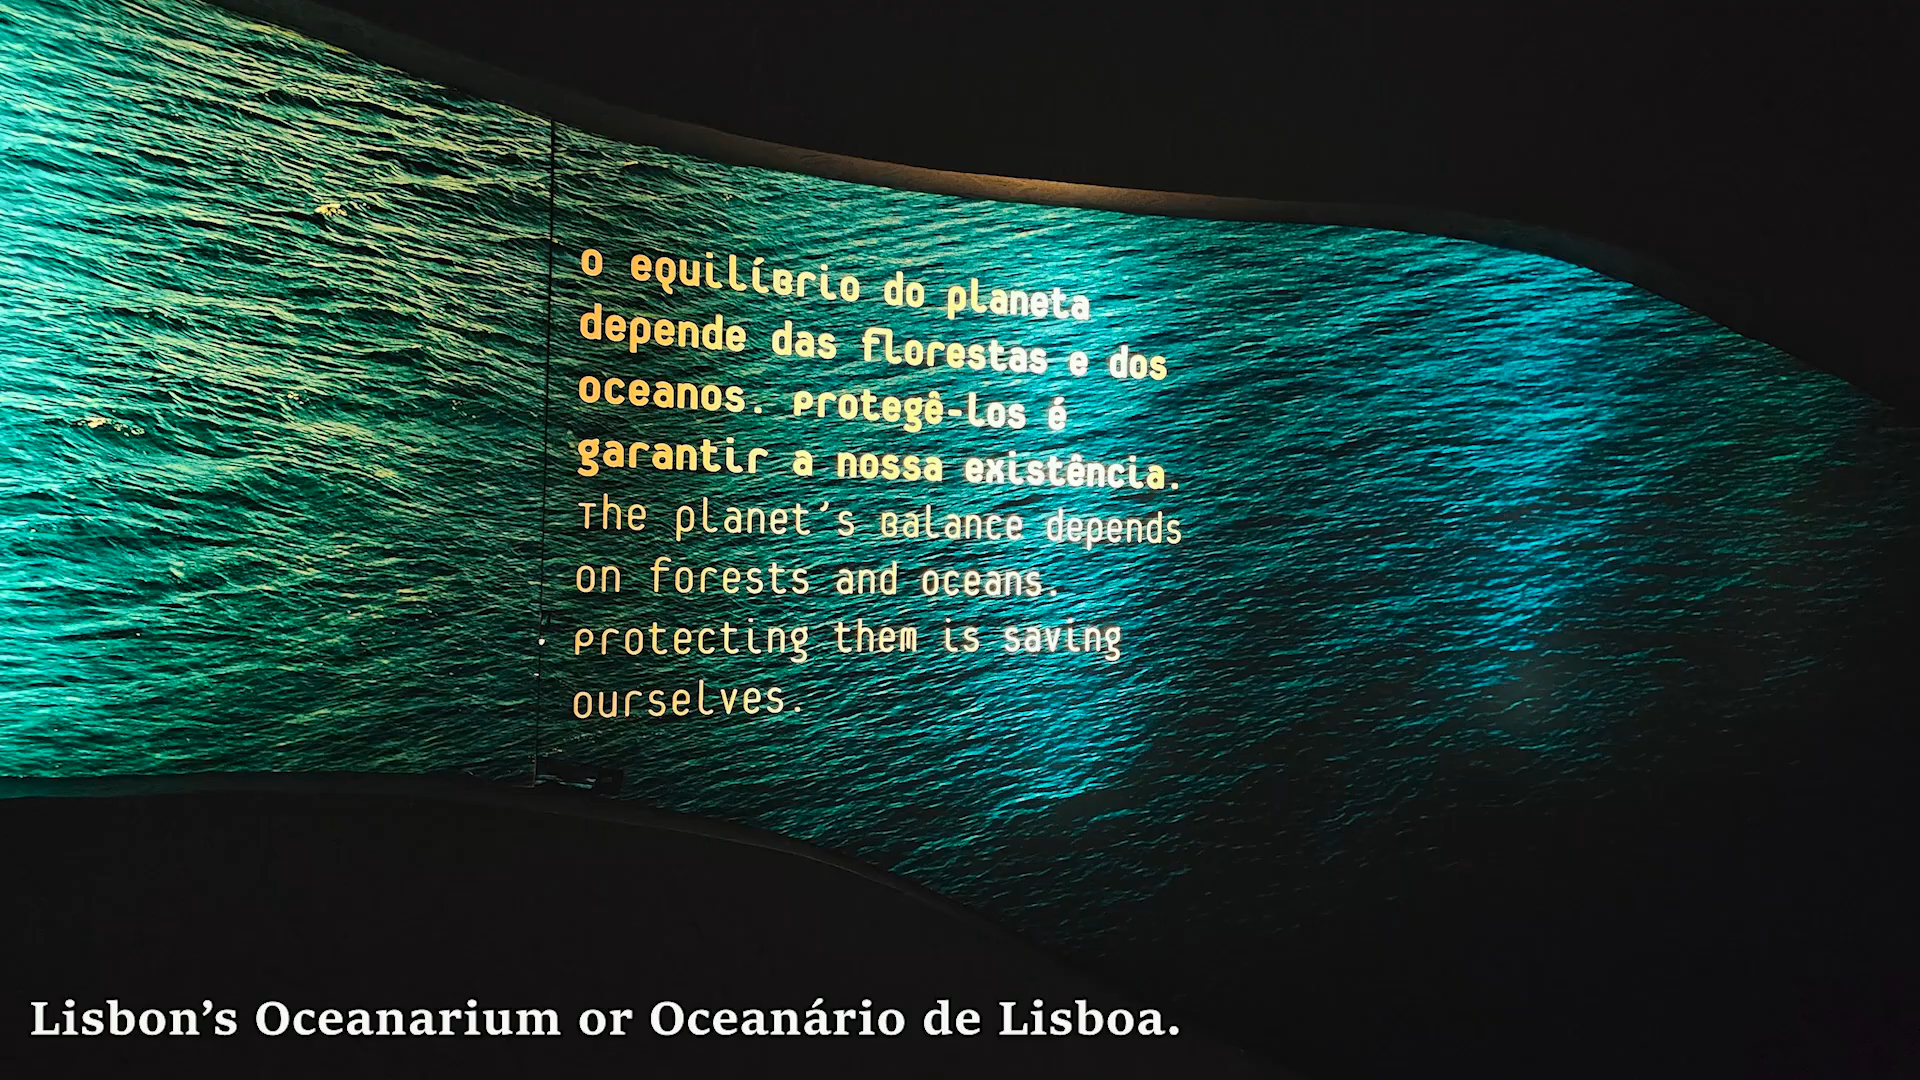 o equilíbrio do planeta
depende das florestas e dos
oceanos. protegê-los é
garantir a nossa existência.
The planet's balance depends
on forests and oceans.
protecting them is saving
ourselves.
Lisbon’s Oceanarium or Oceanário de Lisboa.